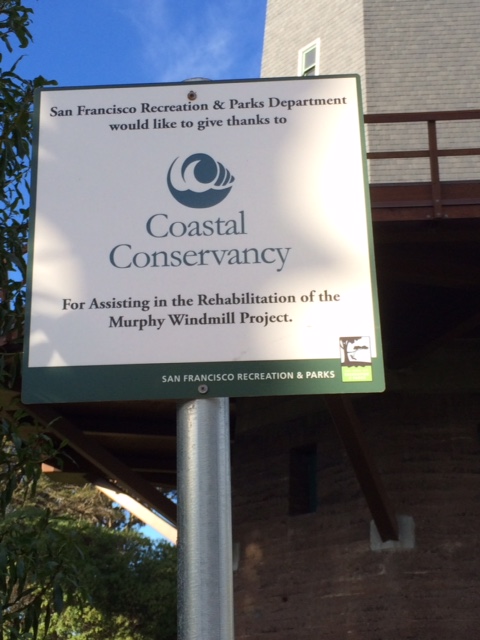 San Francisco Recreation & Parks Department
would like to give thanks to
Coastal
Conservancy
For Assisting in the Rehabilitation of the
Murphy Windmill Project.
SAN FRANCISCO RECREATION & PARKS